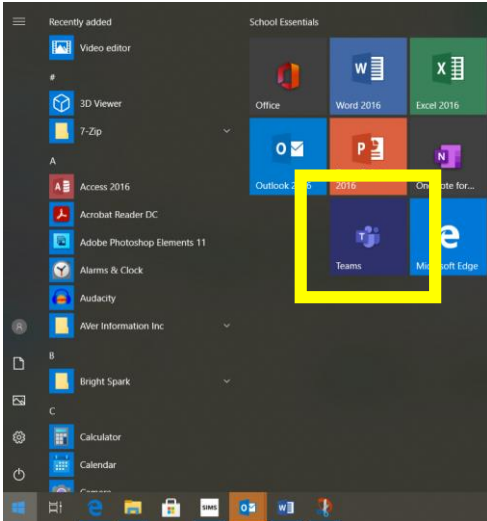 Recently added
Video editor
#
3D Viewer
7-Zip
A
Access 2016
Acrobat Reader DC
Adobe Photoshop Elements 11
Alarms & Clock
Audacity
AVer Information Inc
B
Bright Spark
C
Calculator
Calendar
School Essentials
Office
Word 2016
Excel 2016
Outlook
2016
OneNote for...
Teams
Microsoft Edge
SIMS